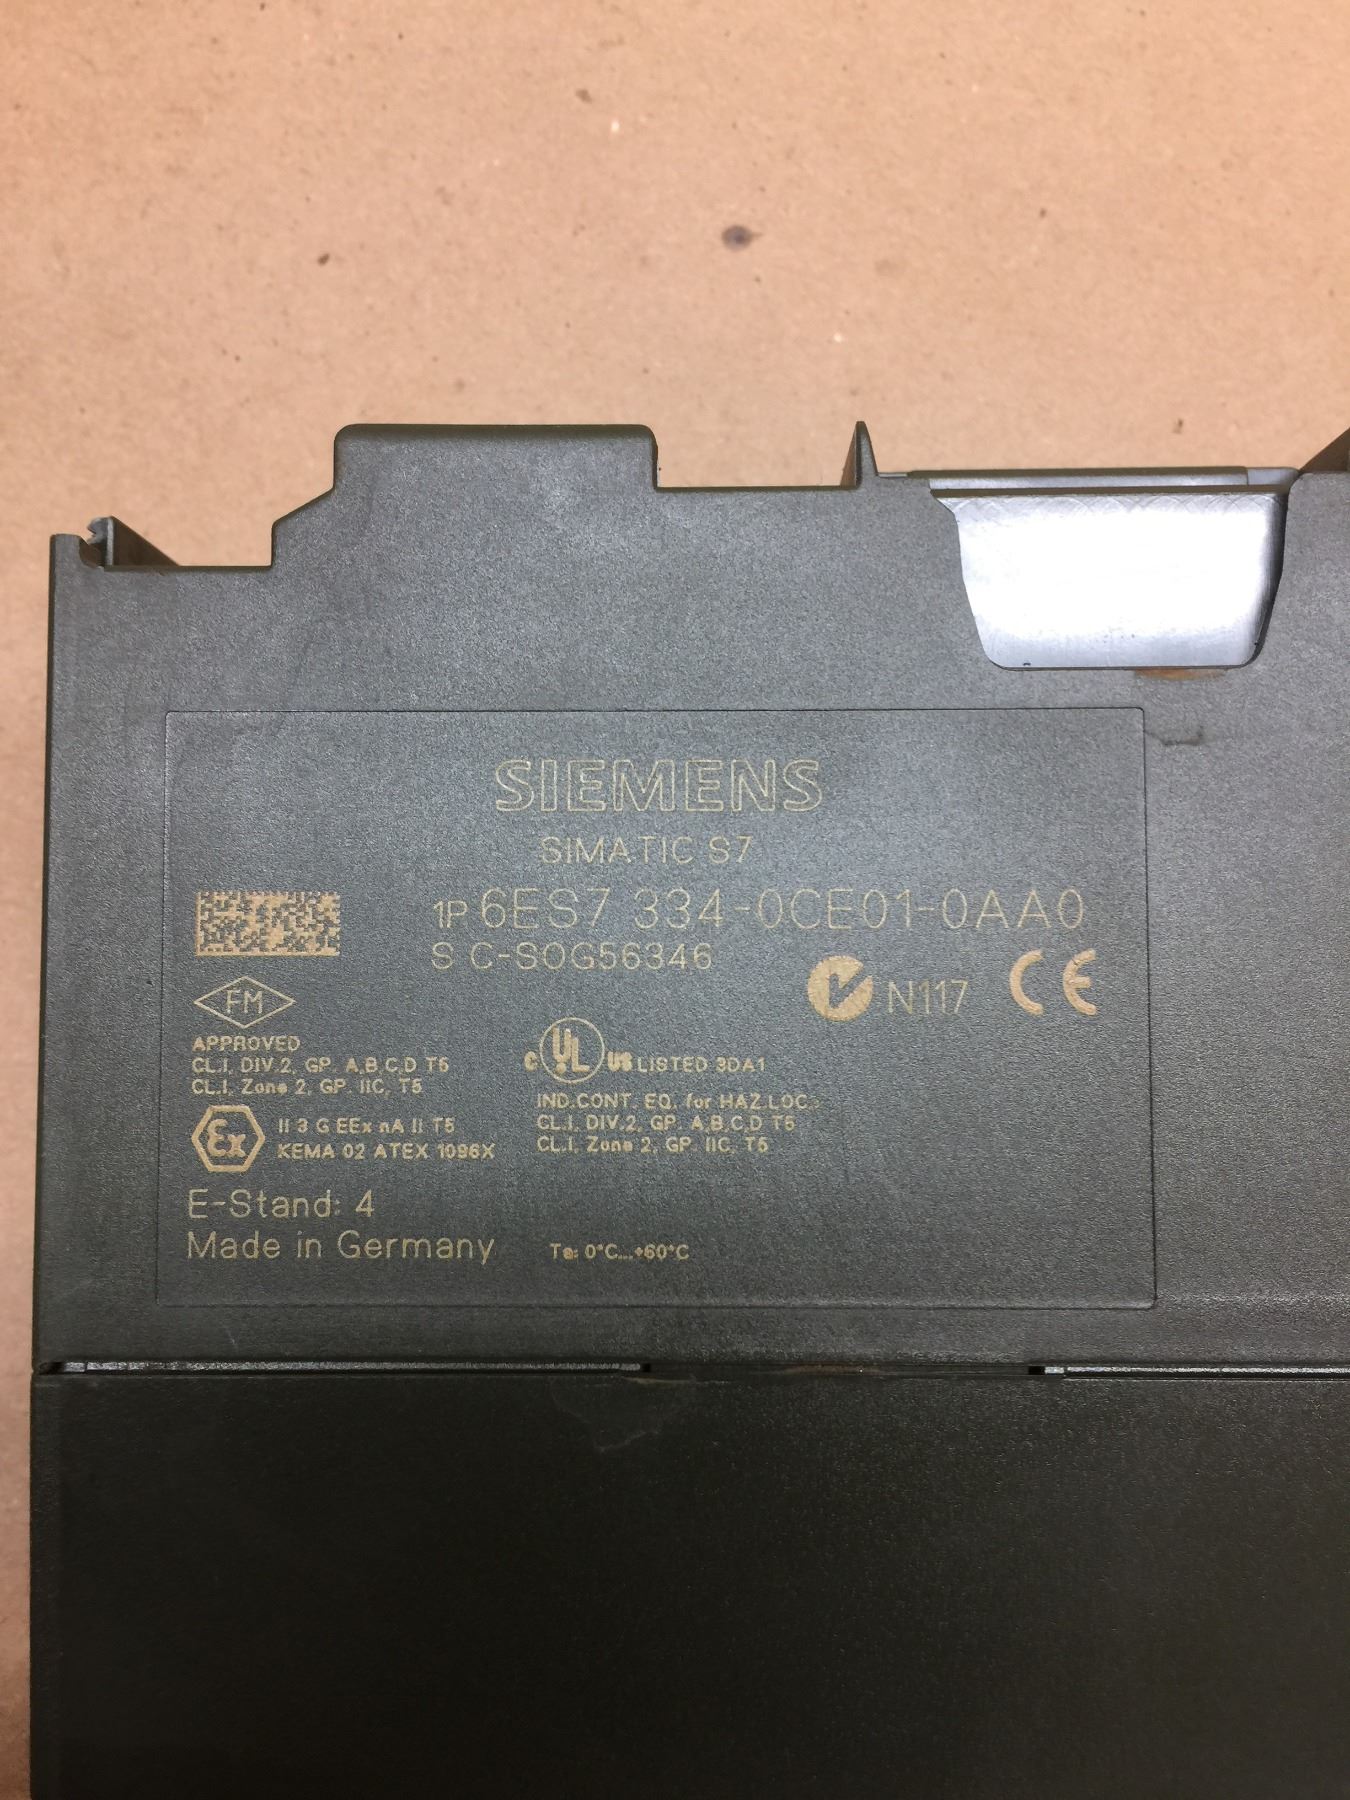 SIEMENS
SIMATIC S7
1P 6ES7 334-0CE01-0AA0
S C-S0G56346
N117 CE
FM
APPROVED
CL.I, DIV.2, GP. A,B,C,D T5
CL.I, Zone 2, GP. IIC, T5
c UL US LISTED 3DA1
IND.CONT. EQ. for HAZ.LOC.
CL.I, DIV.2, GP. A,B,C,D T5
CL.I, Zone 2, GP. IIC, T5
Ex II 3 G EEx nA II T5
KEMA 02 ATEX 1096X
E-Stand: 4
Made in Germany
Ta: 0°C...+60°C